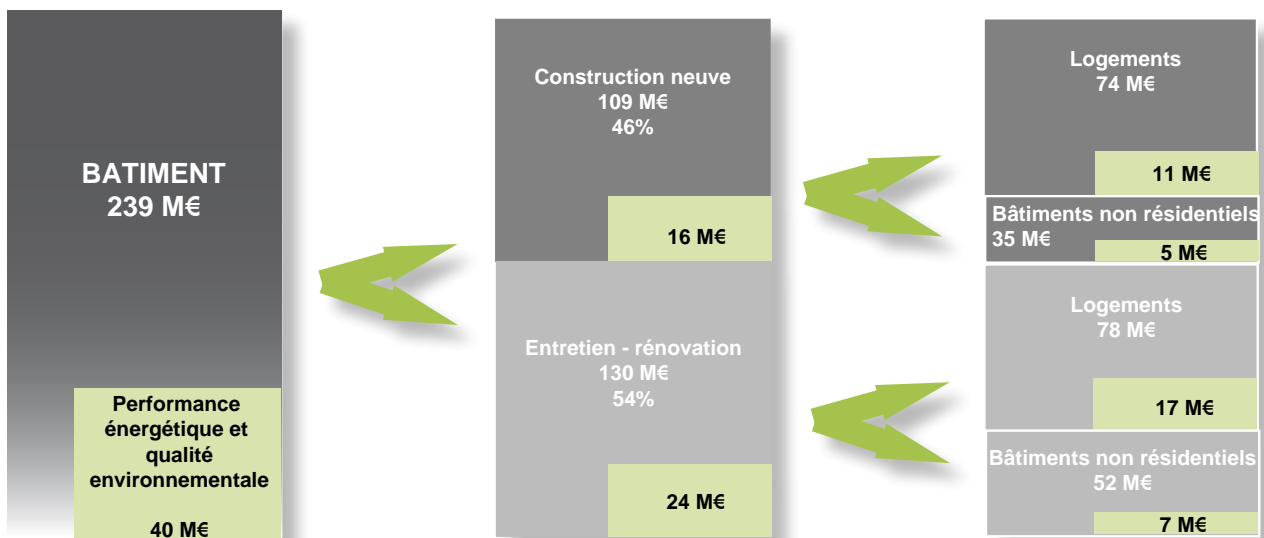 BATIMENT
239 M€
Performance
énergétique et
qualité
environnementale
40 M€
Construction neuve
109 M€
46%
16 M€
Entretien - rénovation
130 M€
54%
24 M€
Logements
74 M€
11 M€
Bâtiments non résidentiels
35 M€
5 M€
Logements
78 M€
17 M€
Bâtiments non résidentiels
52 M€
7 M€